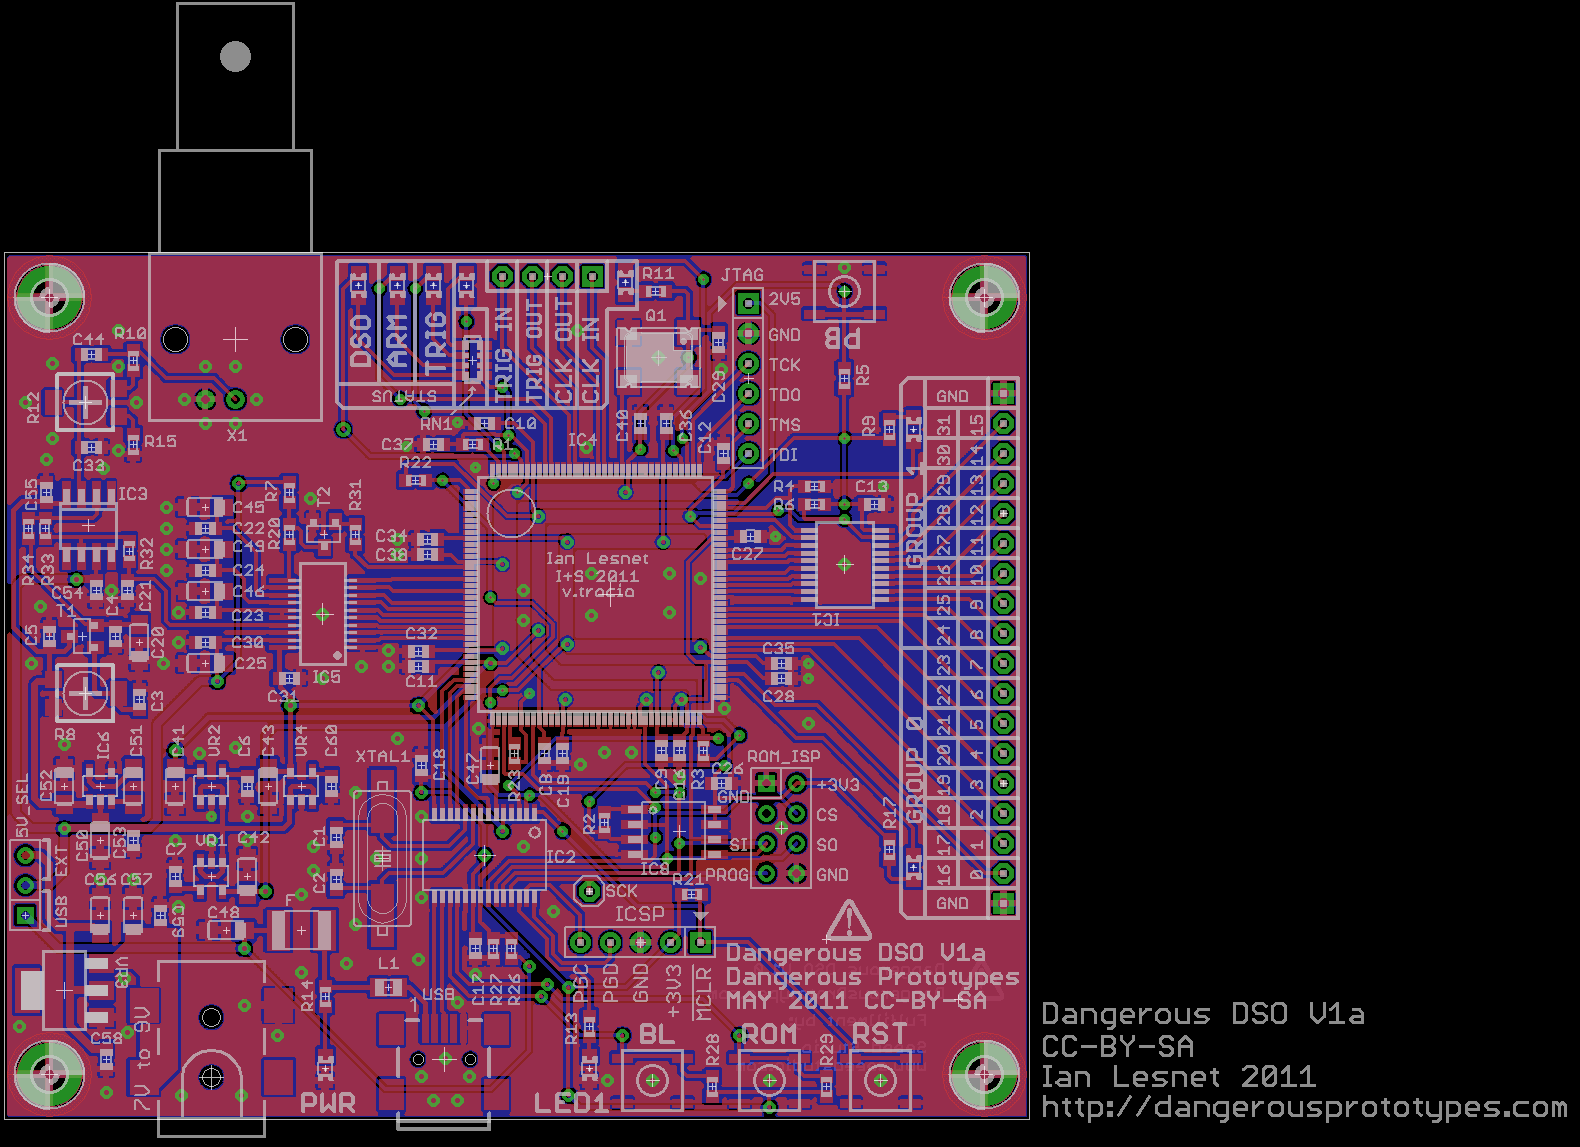 C44
R10
R12
R15
C33
X1
DSO
ARM
TRIG
STATUS
TRIG IN
TRIG OUT
CLK OUT
CLK IN
R11
Q1
JTAG
2V5
GND
TCK
TDO
TMS
TDI
PB
R5
R9
C29
C40
C36
C12
RN1
C10
C37
R1
R22
IC4
C55
IC3
R34
R33
R32
C54
C4
C21
T1
C5
C20
R8
C3
C45
C22
C49
C24
C46
C23
C30
C25
R7
R20
T2
R31
C34
C38
C32
C11
IC5
C31
Ian Lesnet
I+S 2011
v.tracio
C27
R4
R6
C13
IC1
C35
C28
GROUP 1
GROUP 0
GND
31 15
30 14
29 13
28 12
27 11
26 10
25 9
24 8
23 7
22 6
21 5
20 4
19 3
18 2
17 1
16 0
GND
5V_SEL
EXT
USB
C52
IC6
C51
C41
VR2
C6
C43
VR4
C60
C50
C53
C7
VR1
C42
C56
C57
C59
C48
F
XTAL1
C18
C1
C2
C17
R23
C8
C19
C9
C16
R3
C26
R2
IC8
IC2
ROM_ISP
GND
+3V3
CS
SI
SO
PROG
GND
R17
SCK
R21
ICSP
PGC
PGD
GND
+3V3
MCLR
L1
USB
R14
C47
R27
R26
R13
C58
7V to 9V
PWR
LED1
BL
ROM
RST
R28
R29
Dangerous DSO V1a
Dangerous Prototypes
MAY 2011 CC-BY-SA
Dangerous DSO V1a
CC-BY-SA
Ian Lesnet 2011
http://dangerousprototypes.com